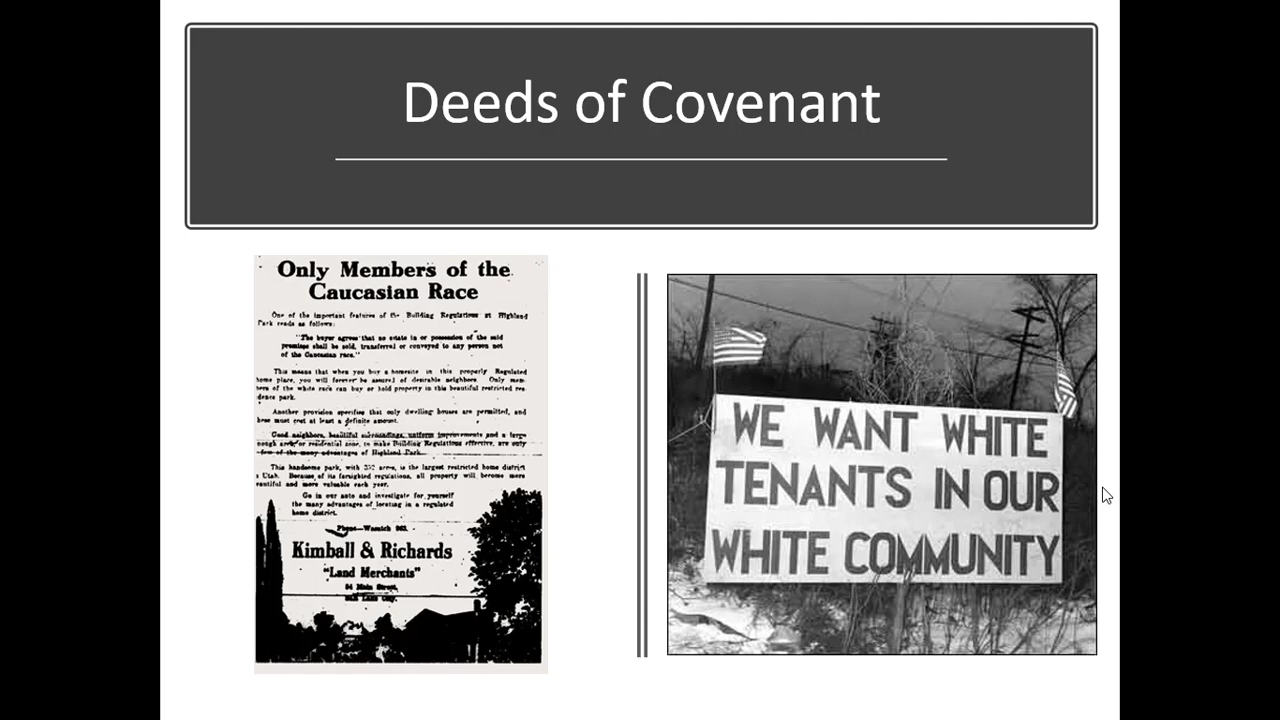 Deeds of Covenant
Only Members of the
Caucasian Race
One of the important features of the Building Regulations at Highland
Park reads as follows:
"The buyer agrees that no estate in or possession of the said
premises shall be sold, transferred or conveyed to any person not
of the Caucasian race."
This means that when you buy a homesite in this properly Regulated
home place, you will forever be assured of desirable neighbors. Only mem-
bers of the white race can buy or hold property in this beautiful restricted res-
dence park.
Another provision specifies that only dwelling houses are permitted, and
hese must cost at least a definite amount.
Good neighbors, beautiful surroundings, uniform improvements and a large
nough area, or residential zone, to make Building Regulations effective, are only
few of the many advantages of Highland Park.
This handsome park, with acres, is the largest restricted home district
Utah. Because of its farsighted regulations, all property will become more
eautiful and more valuable each year.
Go in our auto and investigate for yourself
the many advantages of locating in a regulated
home district.
Phone—Wasatch 963.
Kimball & Richards
"Land Merchants"
Main Street,
Salt Lake City.
WE WANT WHITE
TENANTS IN OUR
WHITE COMMUNITY